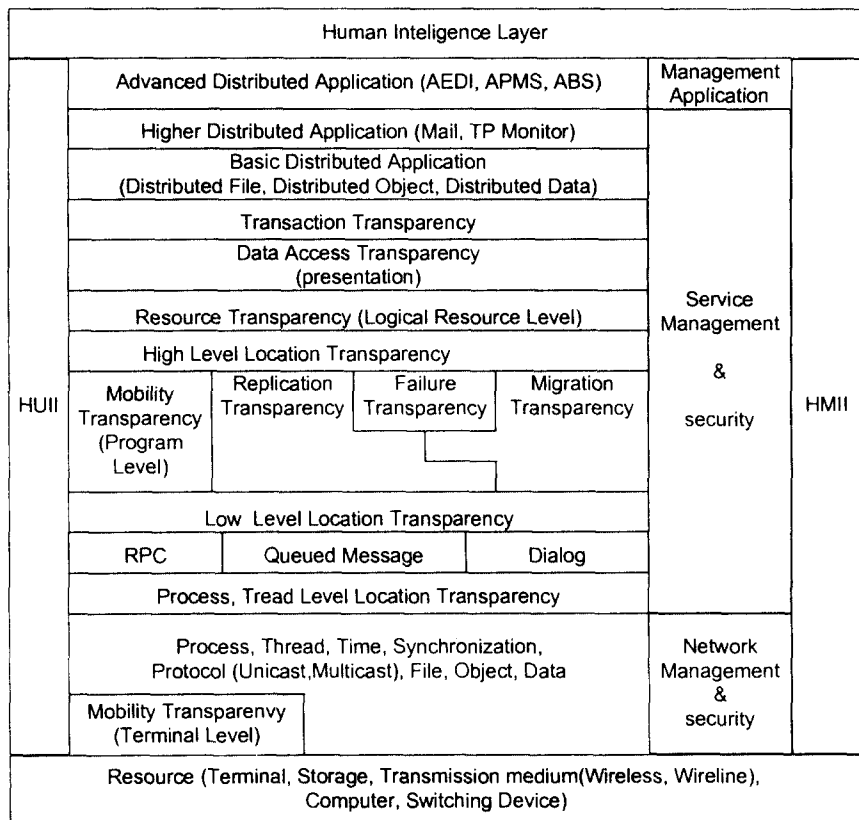 Human Inteligence Layer
Advanced Distributed Application (AEDI, APMS, ABS)
Management
Application
Higher Distributed Application (Mail, TP Monitor)
Basic Distributed Application
(Distributed File, Distributed Object, Distributed Data)
Transaction Transparency
Data Access Transparency
(presentation)
Resource Transparency (Logical Resource Level)
High Level Location Transparency
HUII
Mobility
Transparency
(Program
Level)
Replication
Transparency
Failure
Transparency
Migration
Transparency
Service
Management
&
security
HMII
Low Level Location Transparency
RPC
Queued Message
Dialog
Process, Tread Level Location Transparency
Process, Thread, Time, Synchronization,
Protocol (Unicast,Multicast), File, Object, Data
Network
Management
&
security
Mobility Transparenvy
(Terminal Level)
Resource (Terminal, Storage, Transmission medium(Wireless, Wireline),
Computer, Switching Device)